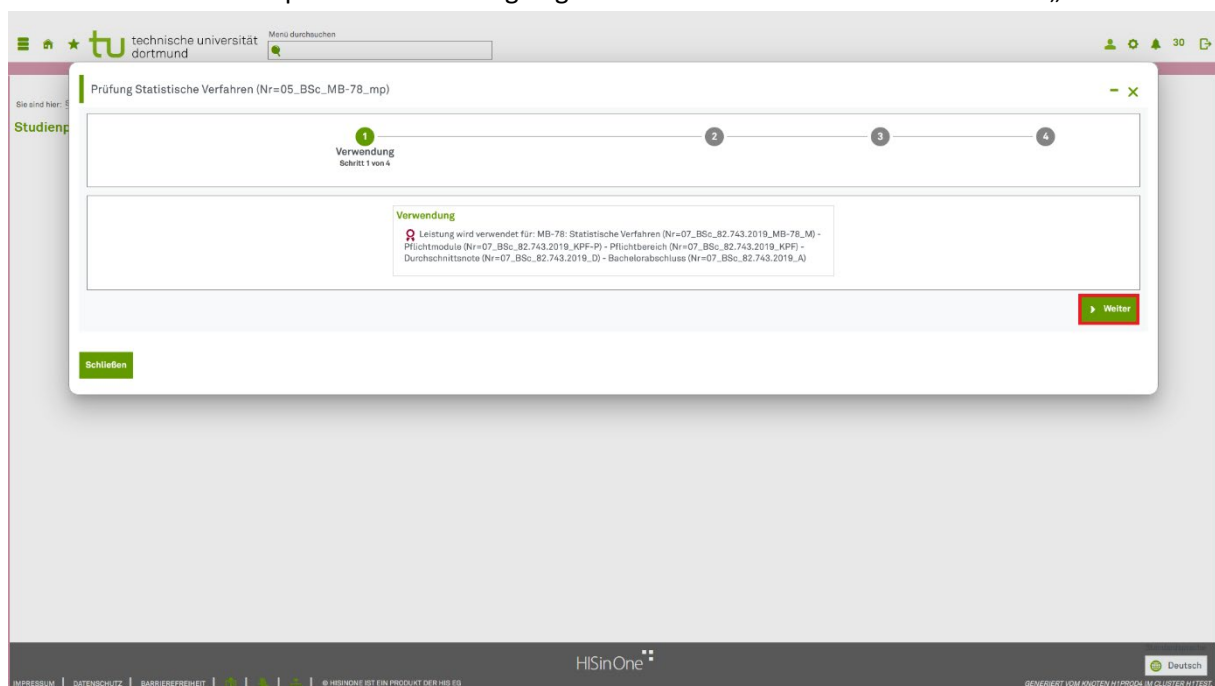 Menü durchsuchen
technische universität
dortmund
30
Prüfung Statistische Verfahren (Nr=05_BSc_MB-78_mp)
Sie sind hier:
Studienp
1
2
3
4
Verwendung
Schritt 1 von 4
Verwendung
Leistung wird verwendet für: MB-78: Statistische Verfahren (Nr=07_BSc_82.743.2019_MB-78_M) -
Pflichtmodule (Nr=07_BSc_82.743.2019_KPF-P) - Pflichtbereich (Nr=07_BSc_82.743.2019_KPF) -
Durchschnittsnote (Nr=07_BSc_82.743.2019_D) - Bachelorabschluss (Nr=07_BSc_82.743.2019_A)
Weiter
Schließen
HISinOne
Deutsch
IMPRESSUM | DATENSCHUTZ | BARRIEREFREIHEIT | | | | © HISINONE IST EIN PRODUKT DER HIS EG
GENERIERT VOM KNOTEN H1PROD4 IM CLUSTER H1TEST.